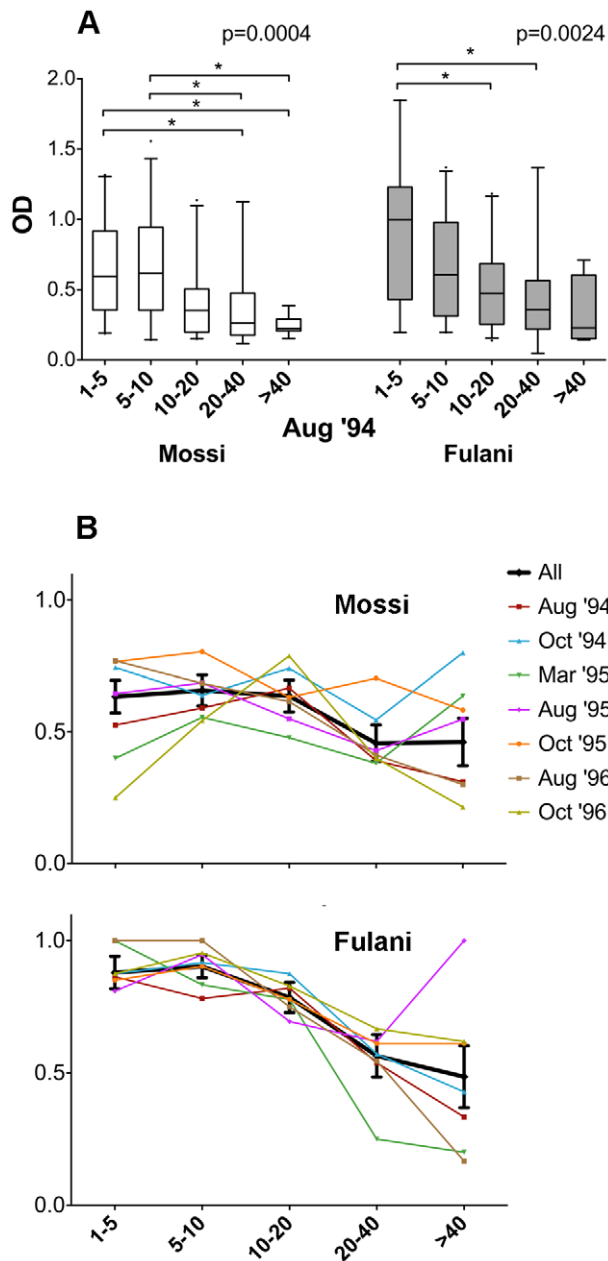 A
p=0.0004 p=0.0024
* *
* *
*
*
2.0
1.5
1.0
0.5
0.0
OD
1-5 5-10 10-20 20-40 >40 1-5 5-10 10-20 20-40 >40
Aug '94
Mossi Fulani
B
Mossi
1.0
0.5
0.0
All
Aug '94
Oct '94
Mar '95
Aug '95
Oct '95
Aug '96
Oct '96
Fulani
1.0
0.5
0.0
1-5 5-10 10-20 20-40 >40